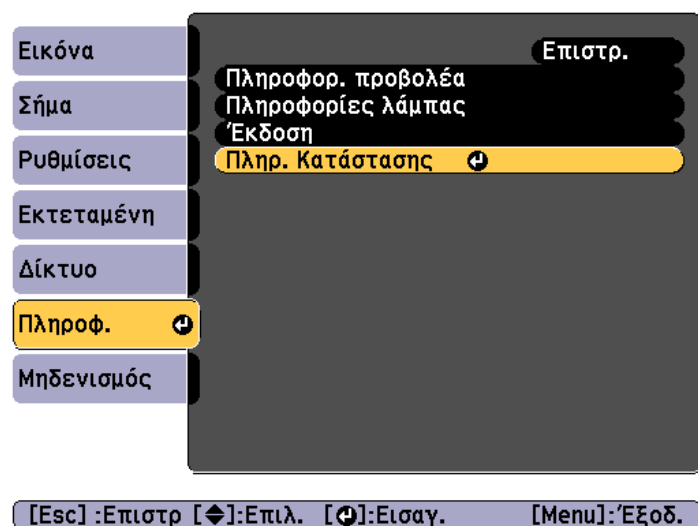 Εικόνα
Σήμα
Ρυθμίσεις
Εκτεταμένη
Δίκτυο
Πληροφ.
Μηδενισμός
Επιστρ.
Πληροφορ. προβολέα
Πληροφορίες λάμπας
Έκδοση
Πληρ. Κατάστασης
[Esc] :Επιστρ [◆]:Επιλ. [⏎]:Εισαγ. [Menu]:Έξοδ.